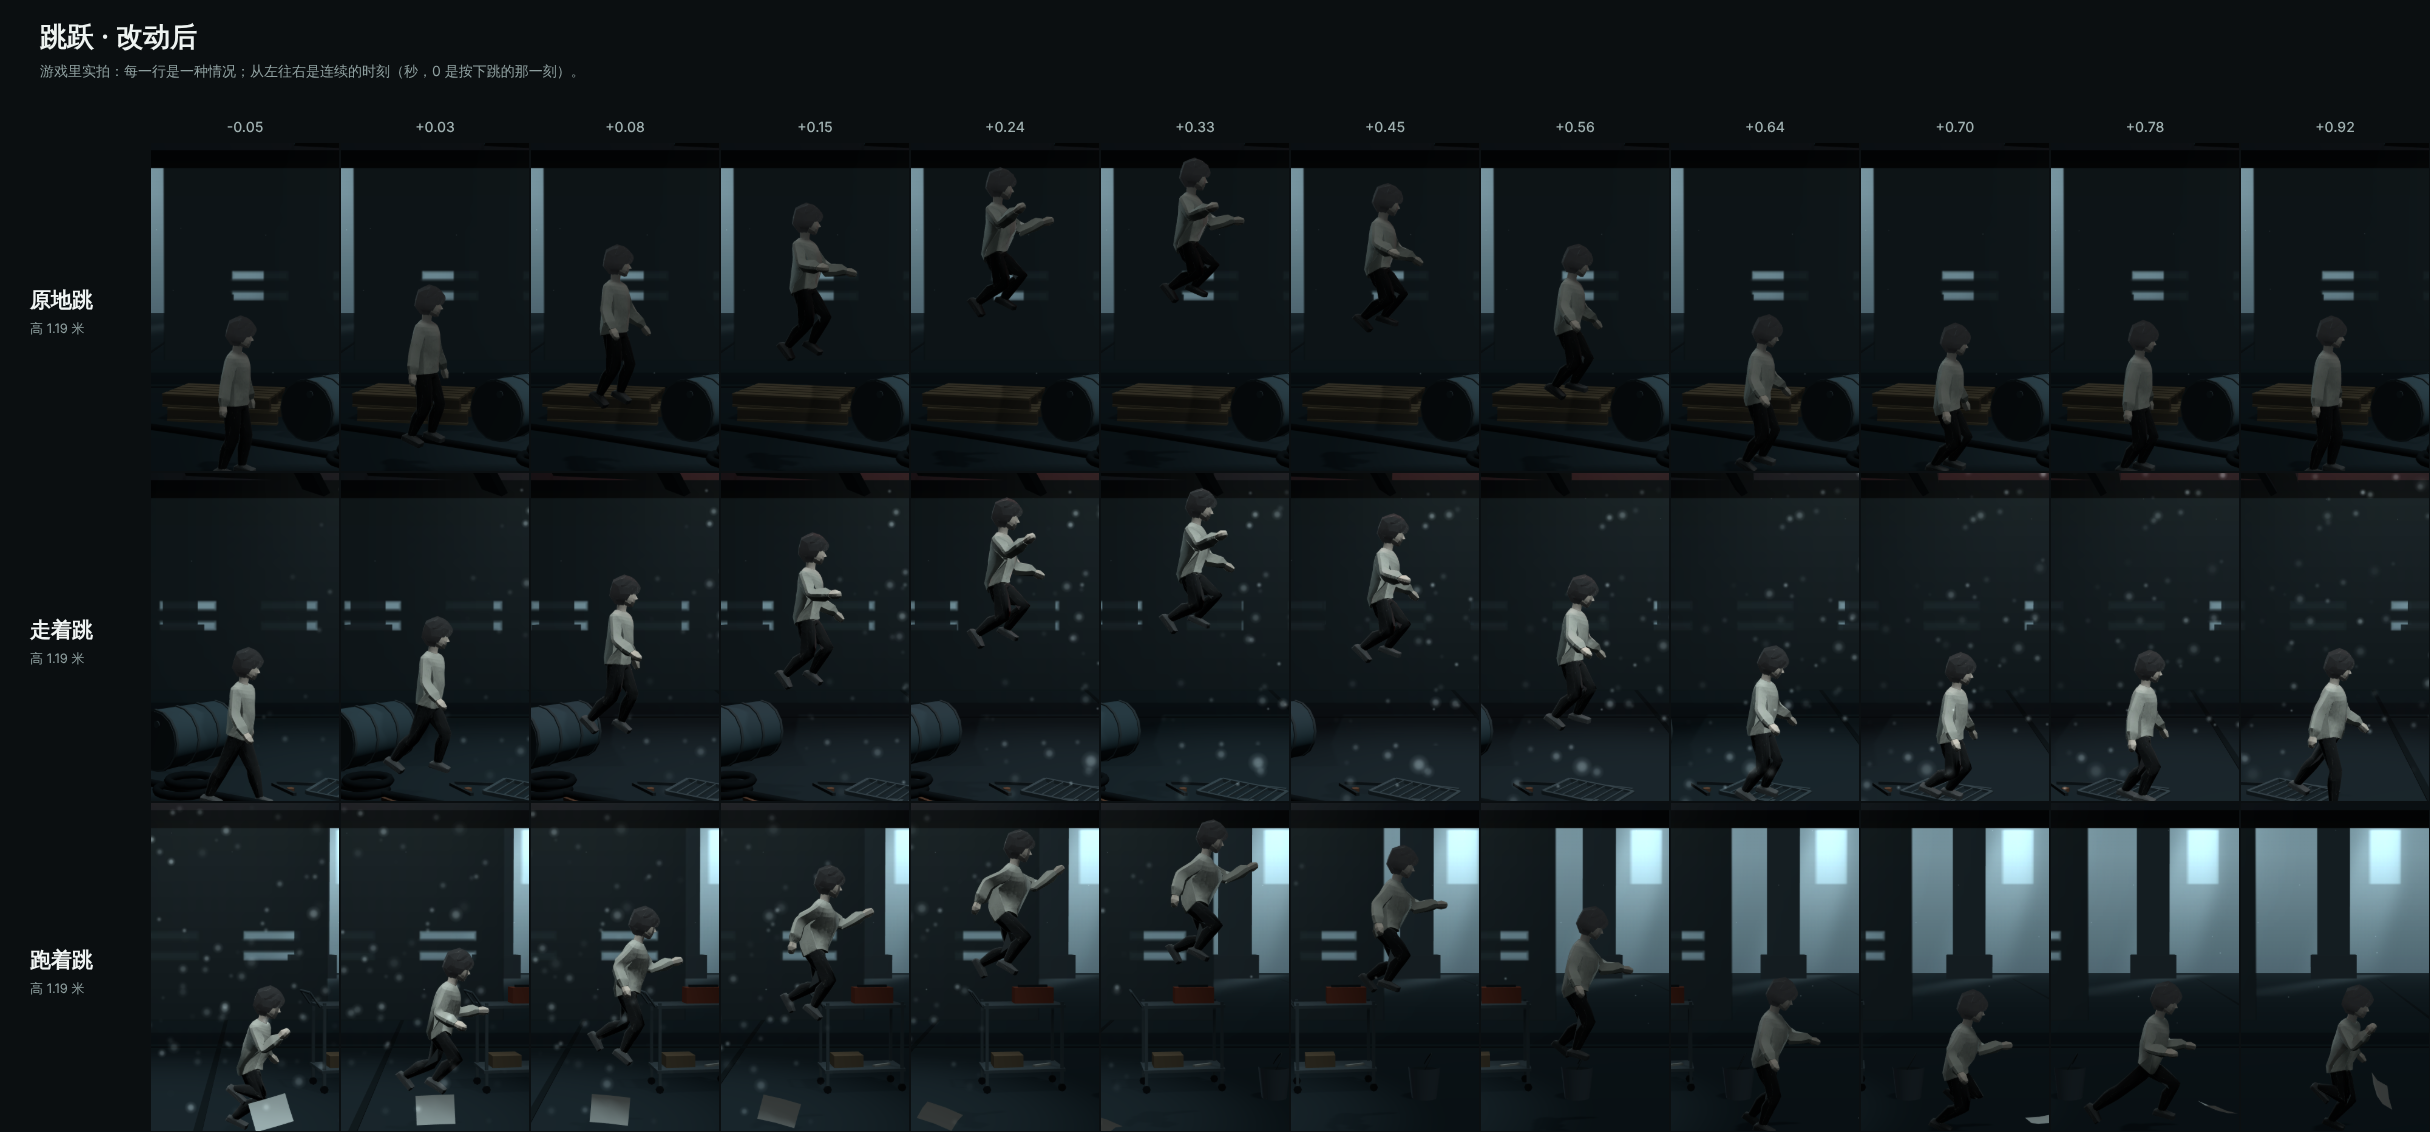 跳跃 · 改动后
游戏里实拍：每一行是一种情况；从左往右是连续的时刻（秒，0 是按下跳的那一刻）。
-0.05 +0.03 +0.08 +0.15 +0.24 +0.33 +0.45 +0.56 +0.64 +0.70 +0.78 +0.92
原地跳
高 1.19 米
走着跳
高 1.19 米
跑着跳
高 1.19 米